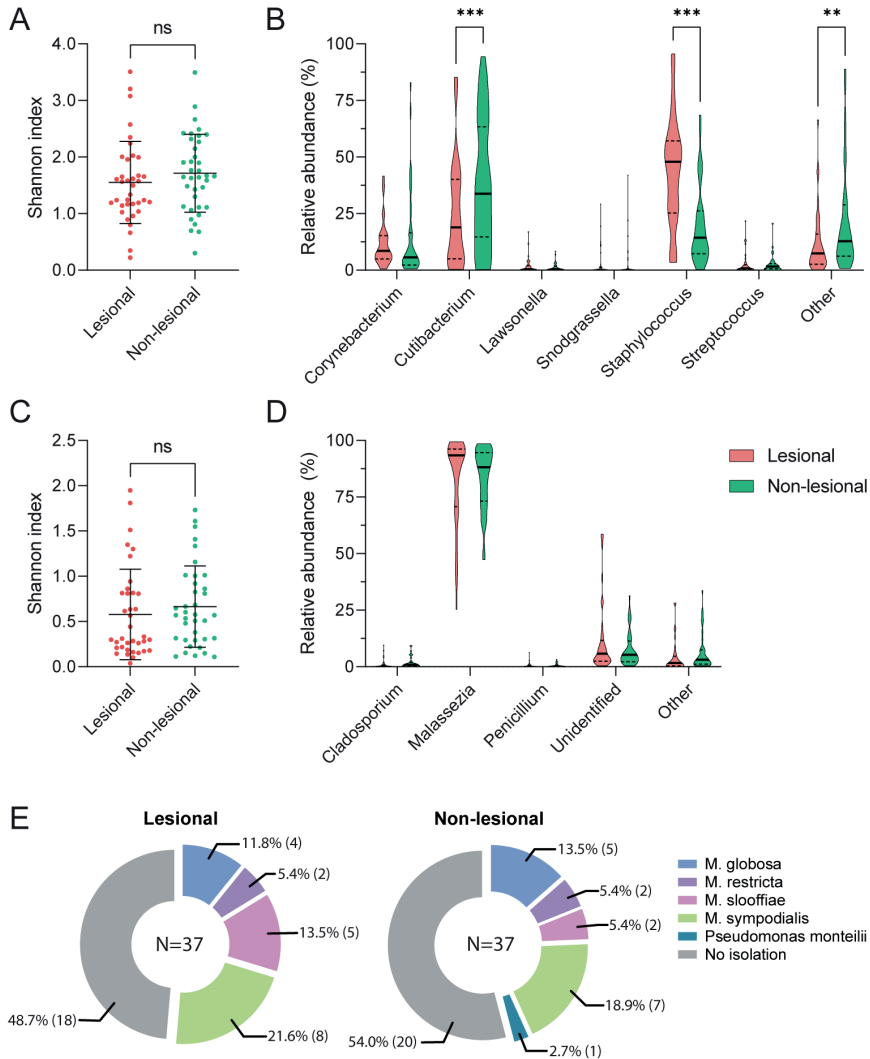 A
ns
Shannon index
4.0
3.0
2.0
1.0
0.0
Lesional
Non-lesional
B
***
***
**
Relative abundance (%)
100
75
50
25
0
Corynebacterium
Cutibacterium
Lawsonella
Snodgrassella
Staphylococcus
Streptococcus
Other
C
ns
Shannon index
2.5
2.0
1.5
1.0
0.5
0.0
Lesional
Non-lesional
D
Relative abundance (%)
100
75
50
25
0
Cladosporium
Malassezia
Penicillium
Unidentified
Other
Lesional
Non-lesional
E
Lesional
11.8% (4)
5.4% (2)
13.5% (5)
21.6% (8)
48.7% (18)
N=37
Non-lesional
13.5% (5)
5.4% (2)
5.4% (2)
18.9% (7)
2.7% (1)
54.0% (20)
N=37
M. globosa
M. restricta
M. slooffiae
M. sympodialis
Pseudomonas monteilii
No isolation